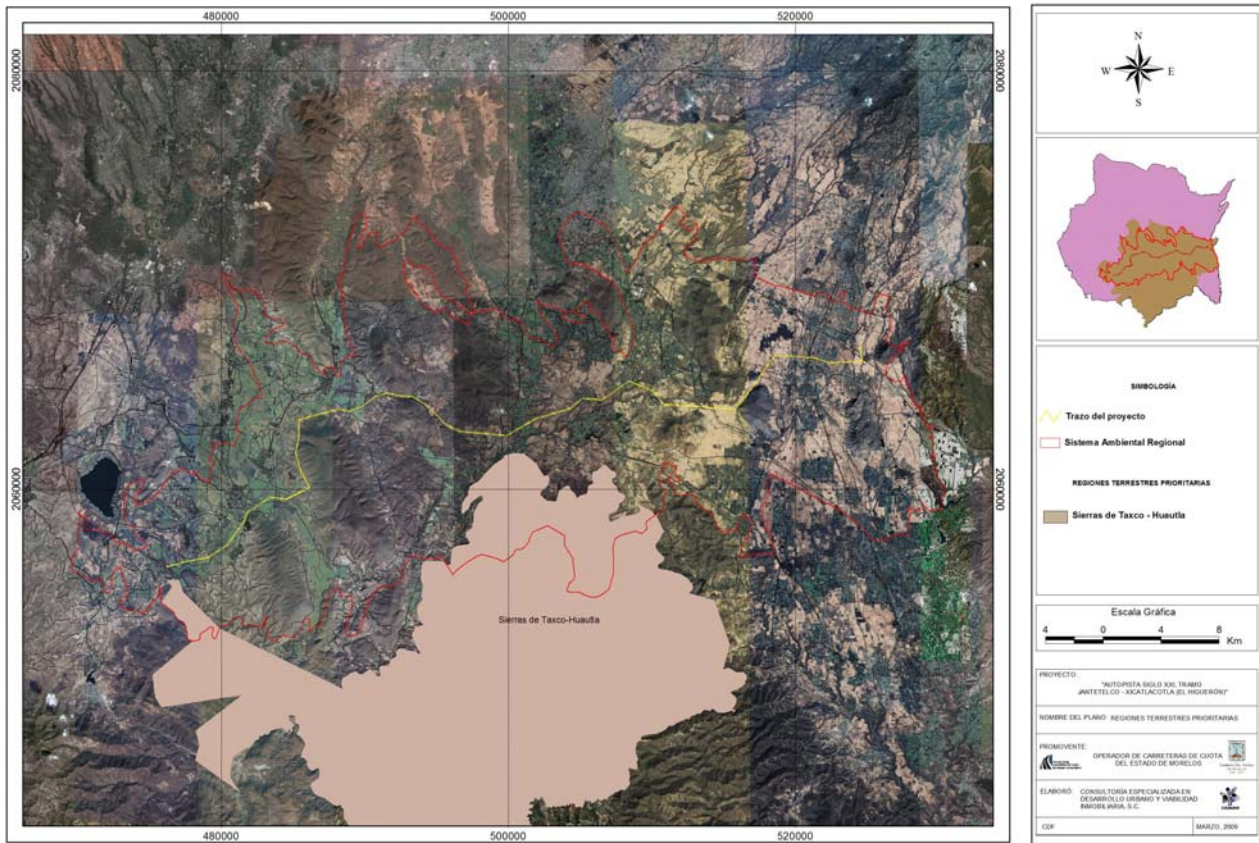 480000
500000
520000
2080000
2080000
2060000
2060000
Sierras de Taxco-Huautla
480000
500000
520000
N
W
E
S
SIMBOLOGÍA
Trazo del proyecto
Sistema Ambiental Regional
REGIONES TERRESTRES PRIORITARIAS
Sierras de Taxco - Huautla
Escala Gráfica
4 0 4 8
Km
PROYECTO:
"AUTOPISTA SIGLO XXI, TRAMO
JANTETELCO - XICATLACOTLA (EL HIGUERÓN)"
NOMBRE DEL PLANO: REGIONES TERRESTRES PRIORITARIAS
PROMOVENTE:
OPERADOR DE CARRETERAS DE CUOTA
DEL ESTADO DE MORELOS
ELABORÓ:
CONSULTORÍA ESPECIALIZADA EN
DESARROLLO URBANO Y VIABILIDAD
INMOBILIARIA, S.C.
CDF
MARZO, 2009